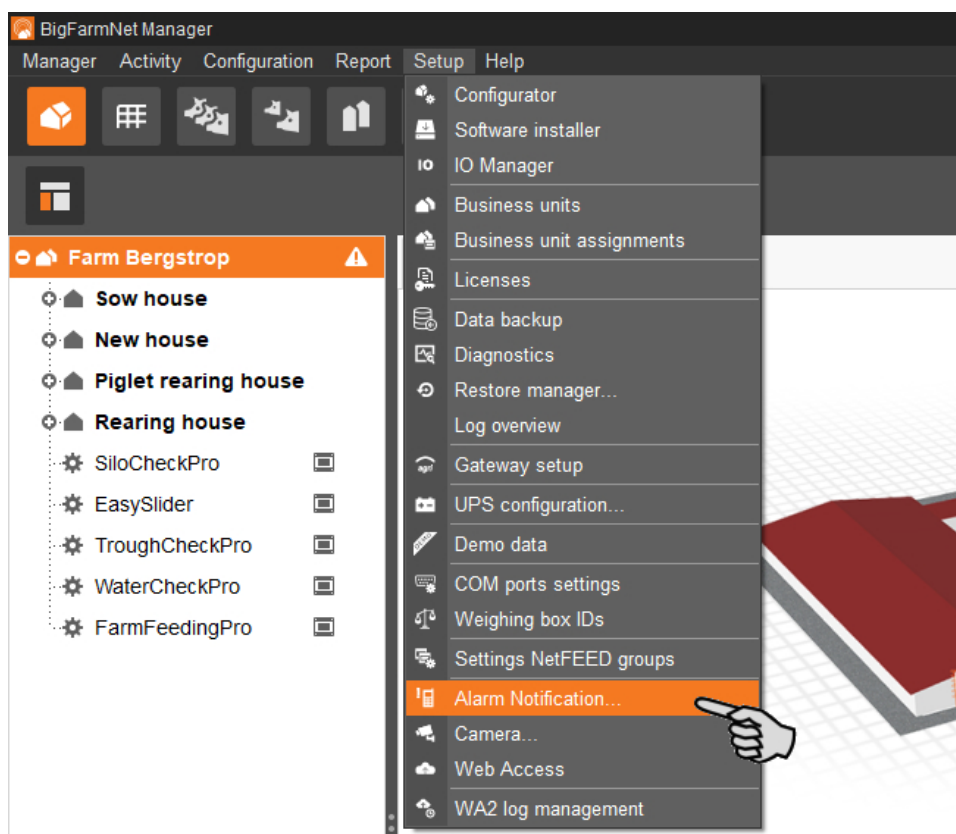 BigFarmNet Manager
Manager Activity Configuration Report Setup Help
Configurator
Software installer
IO IO Manager
Business units
Business unit assignments
Licenses
Data backup
Diagnostics
Restore manager...
Log overview
agri Gateway setup
UPS configuration...
DEMO Demo data
COM ports settings
Weighing box IDs
Settings NetFEED groups
Alarm Notification...
Camera...
Web Access
WA2 log management
Farm Bergstrop
Sow house
New house
Piglet rearing house
Rearing house
SiloCheckPro
EasySlider
TroughCheckPro
WaterCheckPro
FarmFeedingPro